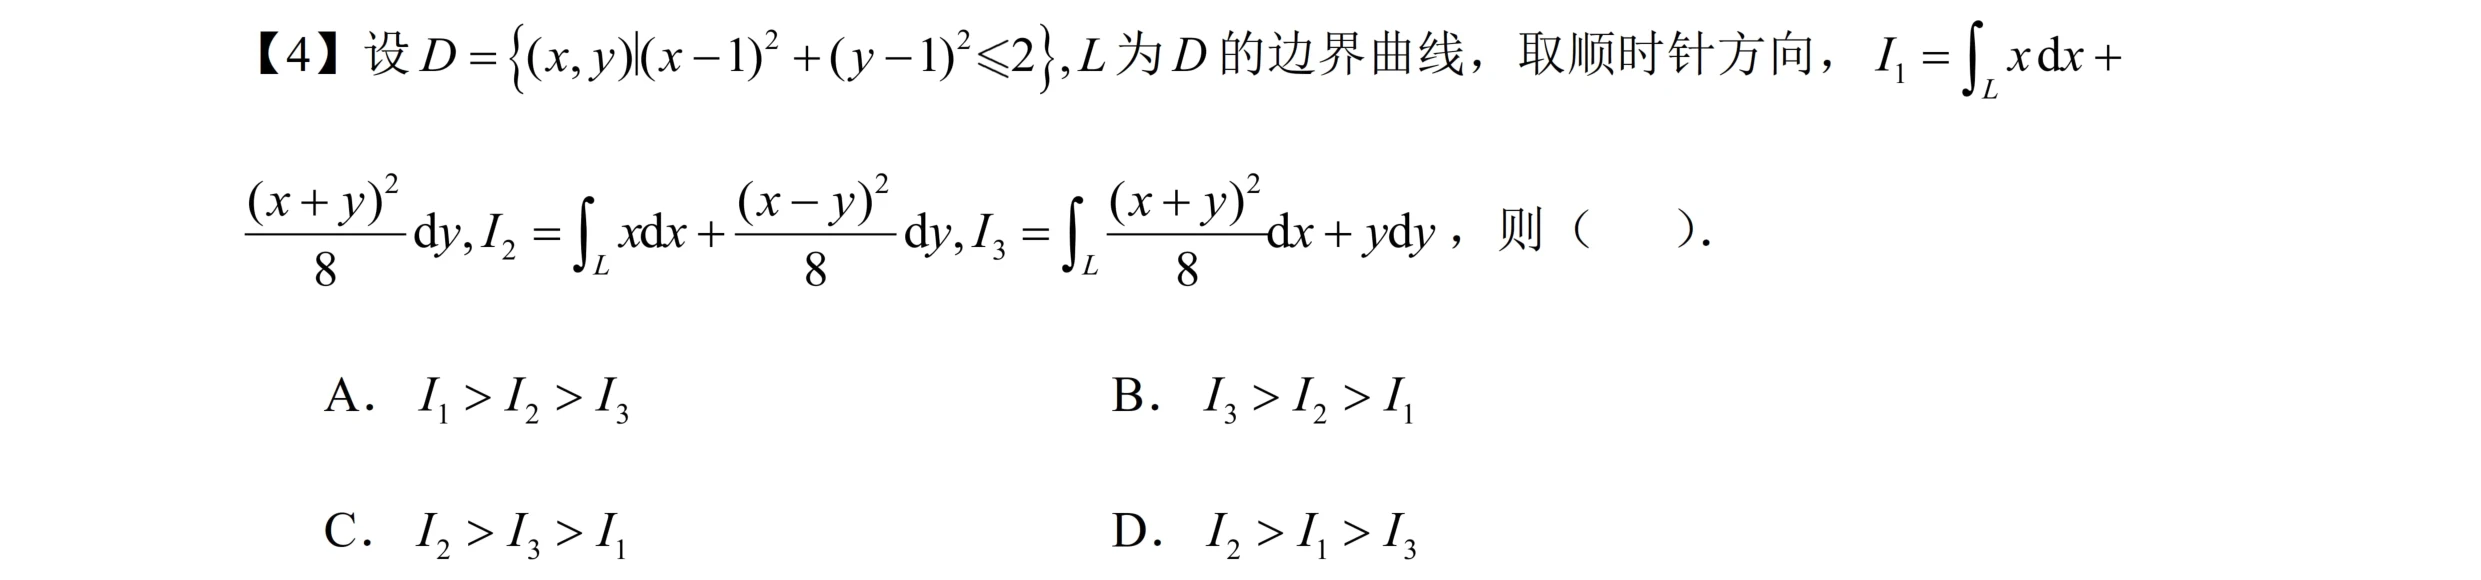 【4】设 $D=\left\{(x,y)|(x-1)^2+(y-1)^2\leqslant 2\right\}$, $L$ 为 $D$ 的边界曲线，取顺时针方向，$I_1=\int_L x\,\mathrm{d}x+$
$\frac{(x+y)^2}{8}\mathrm{d}y, I_2=\int_L x\mathrm{d}x+\frac{(x-y)^2}{8}\mathrm{d}y, I_3=\int_L \frac{(x+y)^2}{8}\mathrm{d}x+y\mathrm{d}y$，则（　　）.
A． $I_1>I_2>I_3$　　B． $I_3>I_2>I_1$
C． $I_2>I_3>I_1$　　D． $I_2>I_1>I_3$